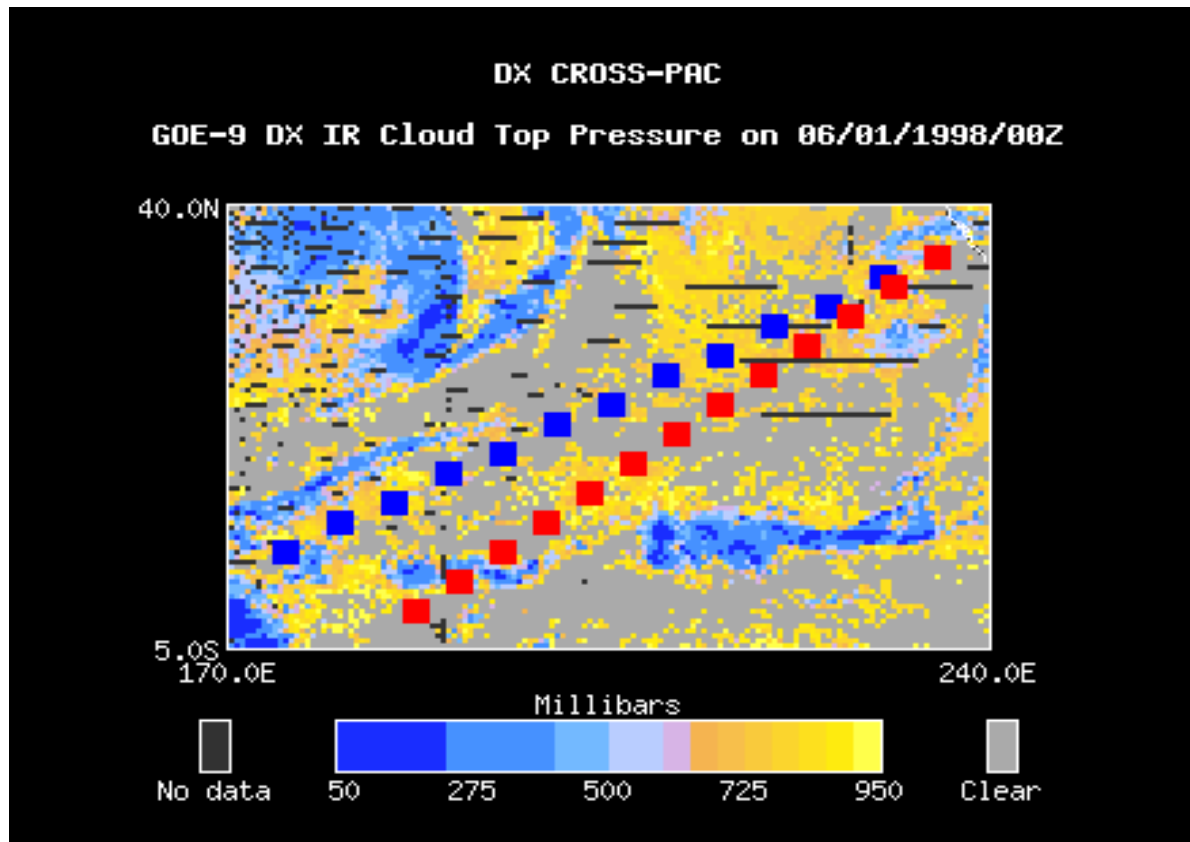 DX CROSS-PAC
GOE-9 DX IR Cloud Top Pressure on 06/01/1998/00Z
40.0N
5.0S
170.0E 240.0E
Millibars
No data 50 275 500 725 950 Clear